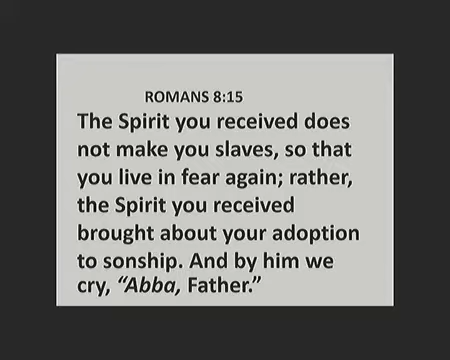 ROMANS 8:15
The Spirit you received does
not make you slaves, so that
you live in fear again; rather,
the Spirit you received
brought about your adoption
to sonship. And by him we
cry, “Abba, Father.”